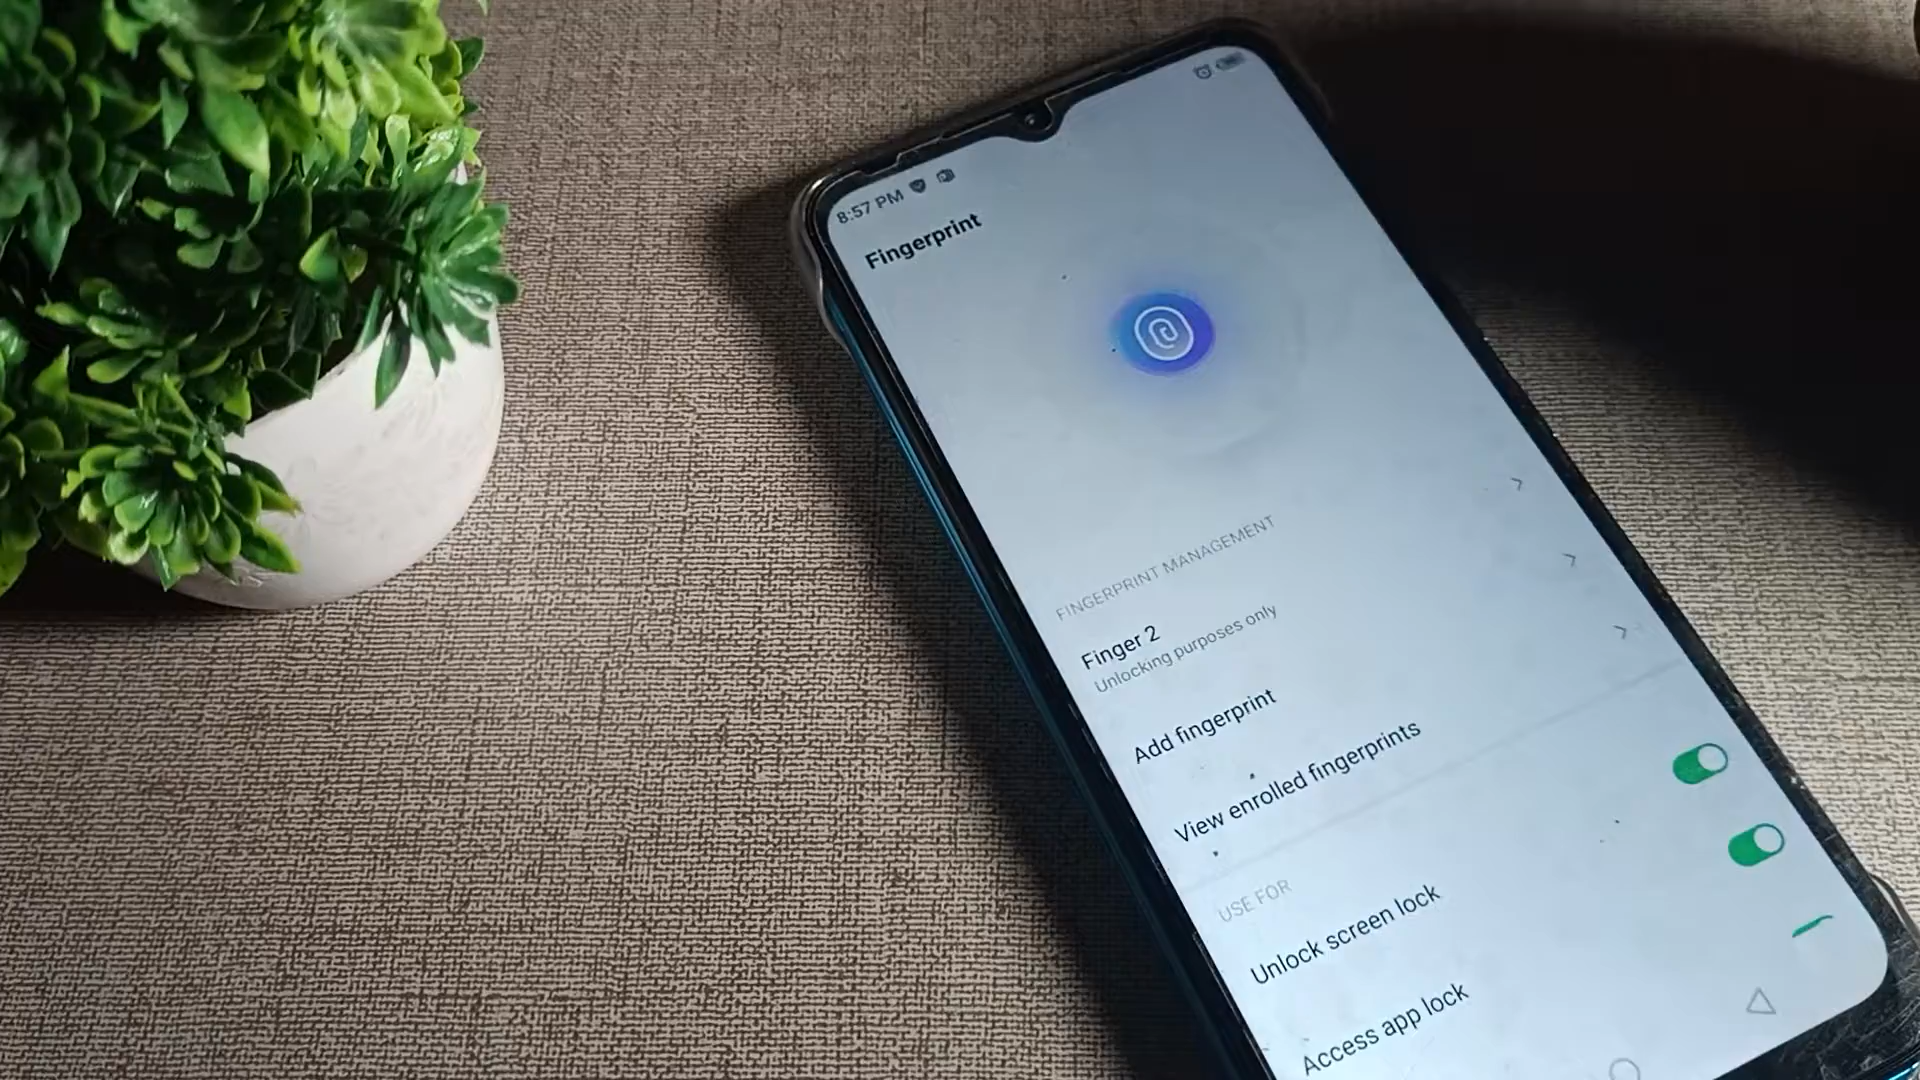 8:57 PM
Fingerprint
FINGERPRINT MANAGEMENT
Finger 2
Unlocking purposes only
Add fingerprint
View enrolled fingerprints
USE FOR
Unlock screen lock
Access app lock